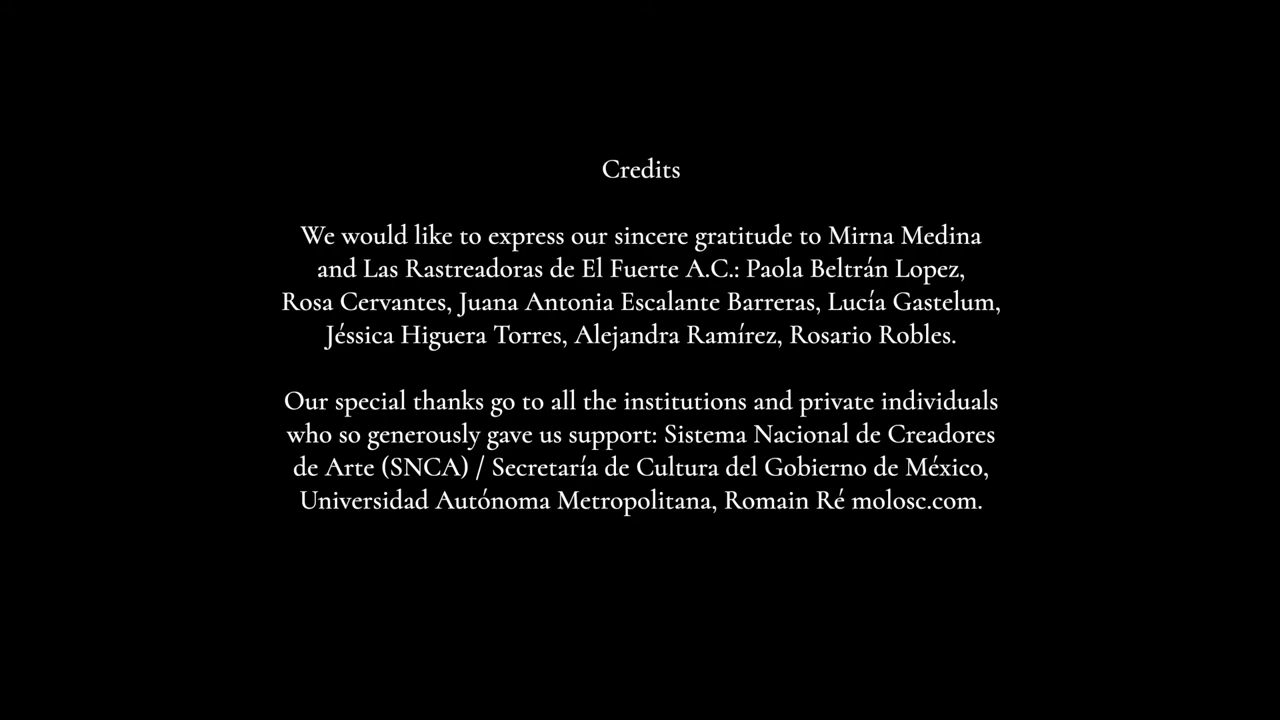 Credits
We would like to express our sincere gratitude to Mirna Medina
and Las Rastreadoras de El Fuerte A.C.: Paola Beltrán Lopez,
Rosa Cervantes, Juana Antonia Escalante Barreras, Lucía Gastelum,
Jéssica Higuera Torres, Alejandra Ramírez, Rosario Robles.
Our special thanks go to all the institutions and private individuals
who so generously gave us support: Sistema Nacional de Creadores
de Arte (SNCA) / Secretaría de Cultura del Gobierno de México,
Universidad Autónoma Metropolitana, Romain Ré molosc.com.